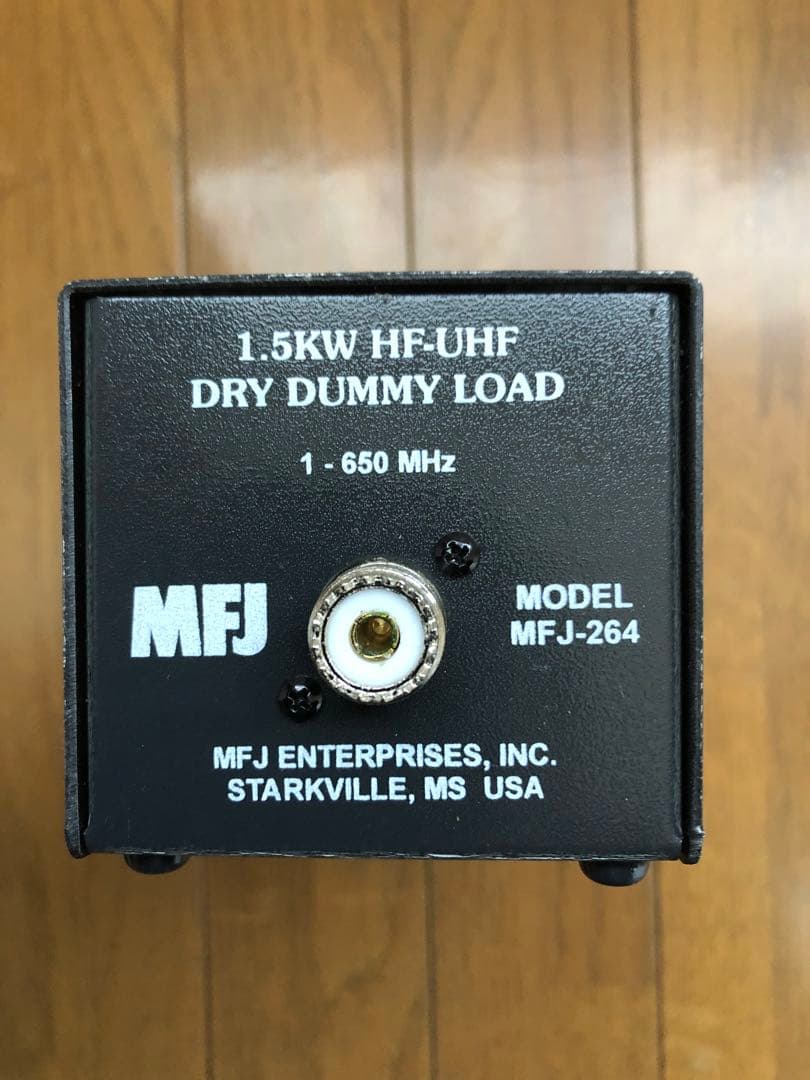 1.5KW HF-UHF
DRY DUMMY LOAD
1 - 650 MHz
MFJ
MODEL
MFJ-264
MFJ ENTERPRISES, INC.
STARKVILLE, MS USA